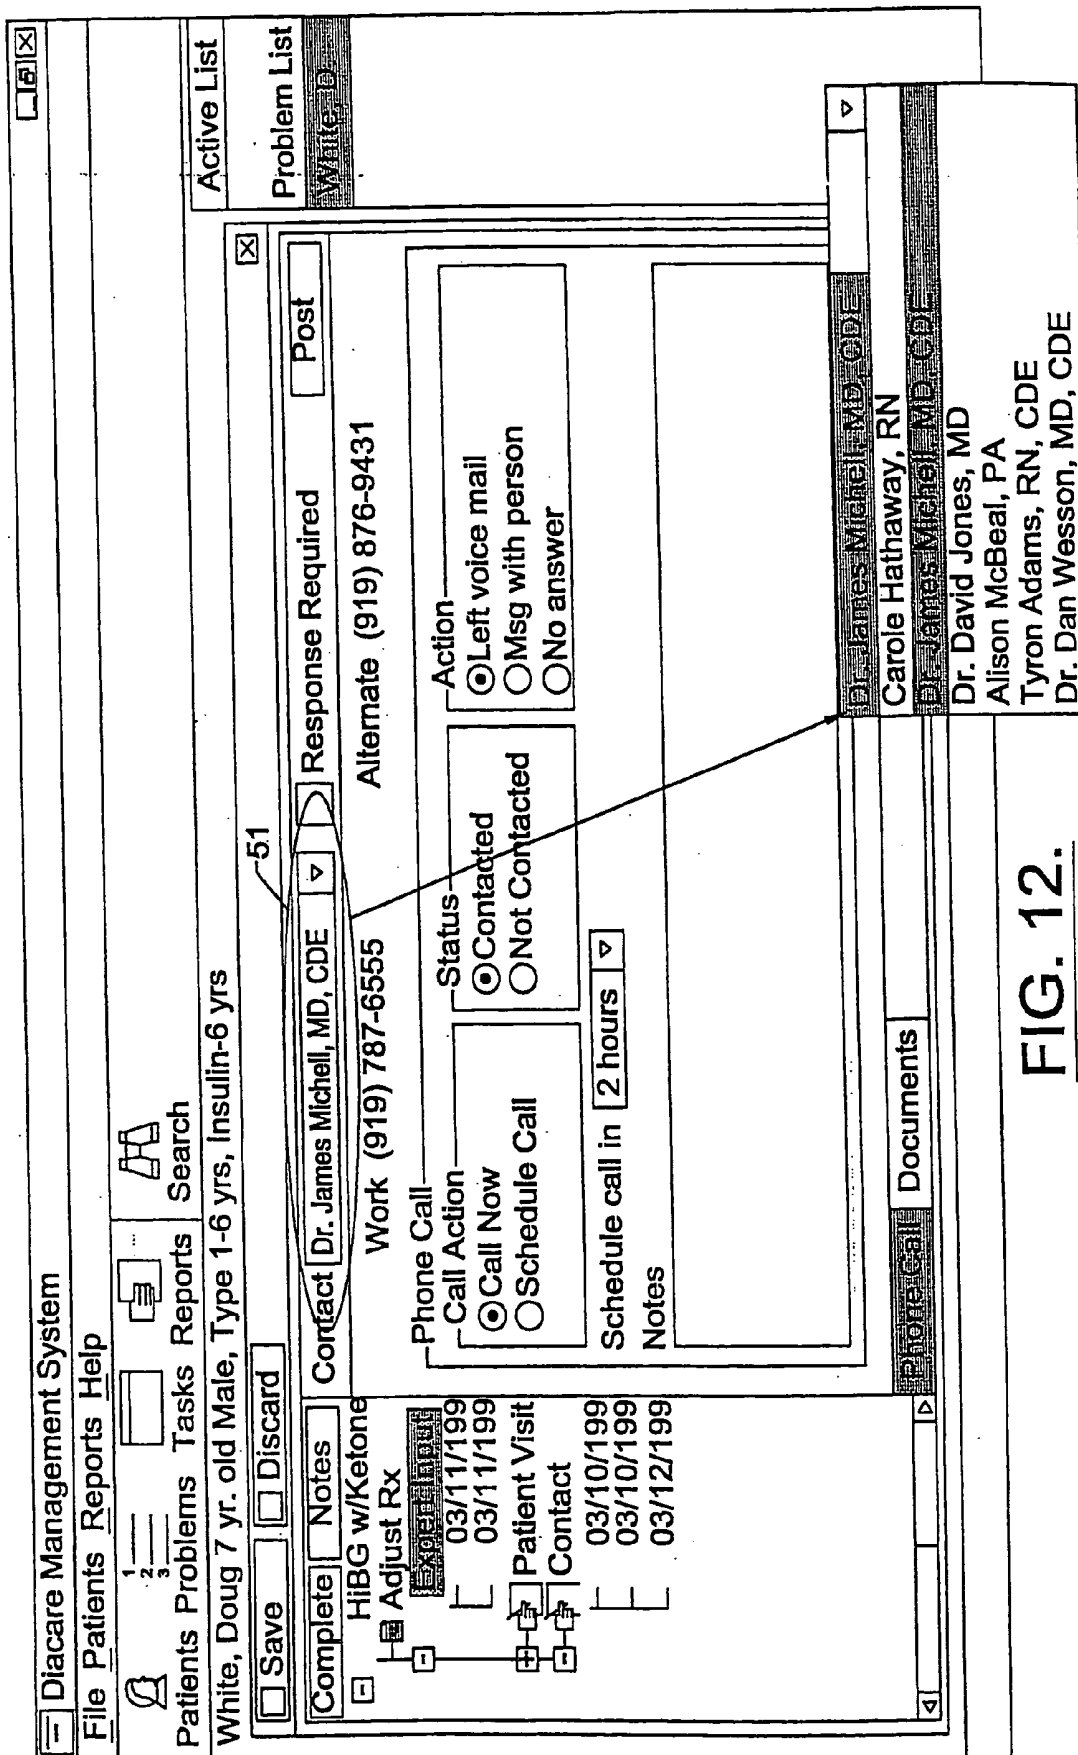 Diacare Management System
File Patients Reports Help
1
2
3
Patients Problems Tasks Reports Search
White, Doug 7 yr. old Male, Type 1-6 yrs, Insulin-6 yrs
Active List
Problem List
White, D
Save Discard
51
Complete Notes
Contact Dr. James Michell, MD, CDE Response Required Post
Work (919) 787-6555 Alternate (919) 876-9431
HiBG w/Ketone
Adjust Rx
Expert Input
03/11/199
03/11/199
Patient Visit
Contact
03/10/199
03/10/199
03/12/199
Phone Call
Call Action
Call Now
Schedule Call
Status
Contacted
Not Contacted
Action
Left voice mail
Msg with person
No answer
Schedule call in 2 hours
Notes
Phone Call Documents
Dr. James Michell, MD, CDE
Carole Hathaway, RN
Dr. James Michell, MD, CDE
Dr. David Jones, MD
Alison McBeal, PA
Tyron Adams, RN, CDE
Dr. Dan Wesson, MD, CDE
FIG. 12.